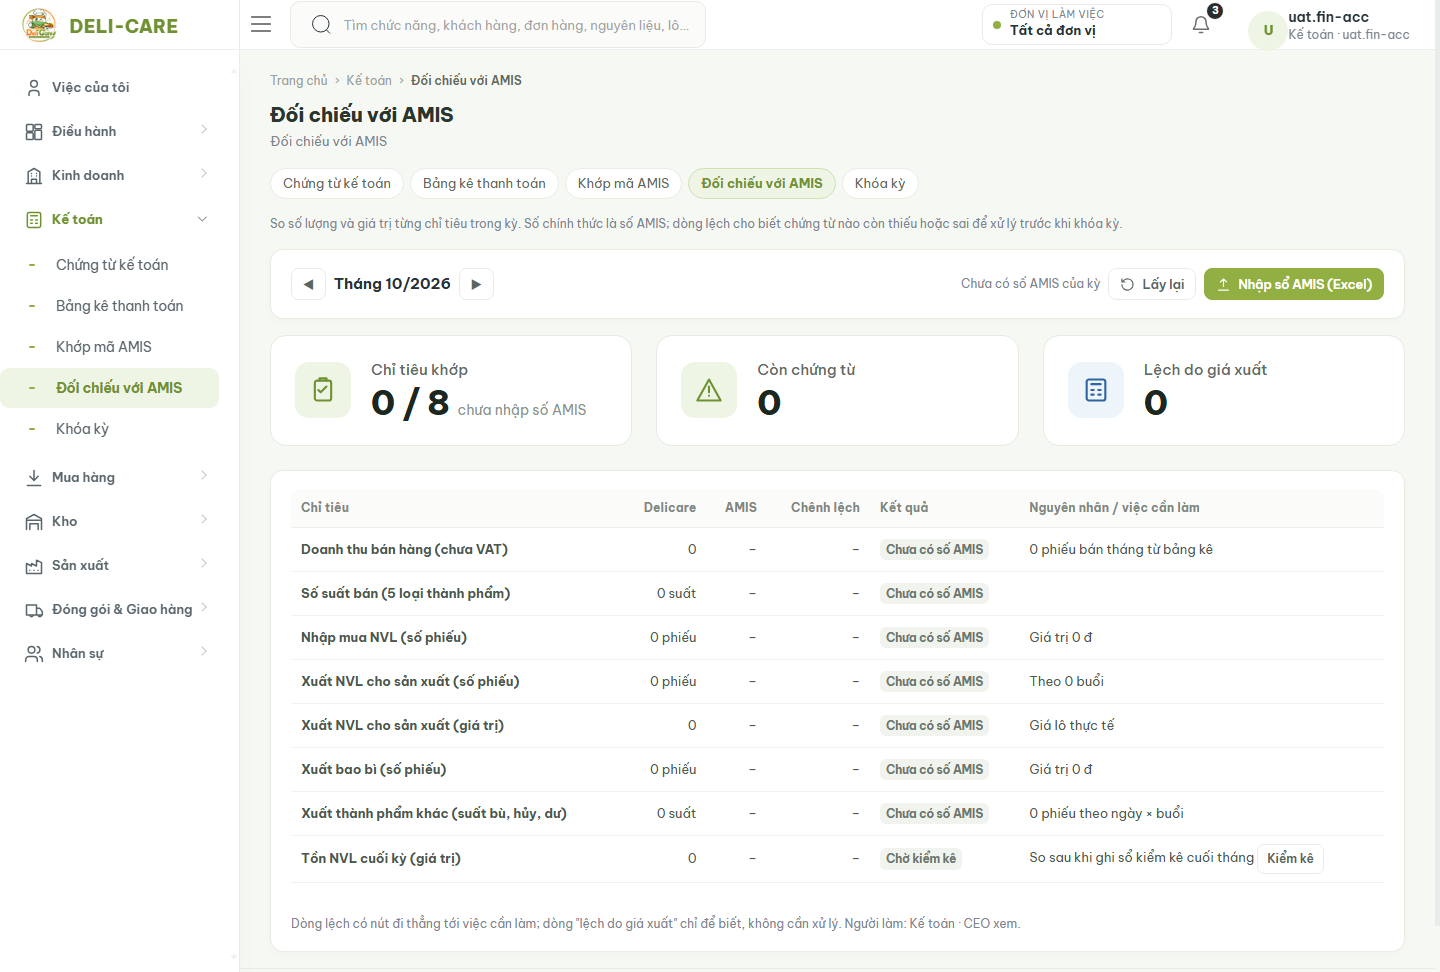 DELI-CARE
Tìm chức năng, khách hàng, đơn hàng, nguyên liệu, lô...
ĐƠN VỊ LÀM VIỆC
Tất cả đơn vị
3
U
uat.fin-acc
Kế toán · uat.fin-acc
Việc của tôi
Điều hành
Kinh doanh
Kế toán
Chứng từ kế toán
Bảng kê thanh toán
Khớp mã AMIS
Đối chiếu với AMIS
Khóa kỳ
Mua hàng
Kho
Sản xuất
Đóng gói & Giao hàng
Nhân sự
Trang chủ › Kế toán › Đối chiếu với AMIS
Đối chiếu với AMIS
Đối chiếu với AMIS
Chứng từ kế toán Bảng kê thanh toán Khớp mã AMIS Đối chiếu với AMIS Khóa kỳ
So số lượng và giá trị từng chỉ tiêu trong kỳ. Số chính thức là số AMIS; dòng lệch cho biết chứng từ nào còn thiếu hoặc sai để xử lý trước khi khóa kỳ.
◀ Tháng 10/2026 ▶ Chưa có số AMIS của kỳ Lấy lại Nhập sổ AMIS (Excel)
Chỉ tiêu khớp
0 / 8 chưa nhập số AMIS
Còn chứng từ
0
Lệch do giá xuất
0
Chỉ tiêu Delicare AMIS Chênh lệch Kết quả Nguyên nhân / việc cần làm
Doanh thu bán hàng (chưa VAT) 0 – – Chưa có số AMIS 0 phiếu bán tháng từ bảng kê
Số suất bán (5 loại thành phẩm) 0 suất – – Chưa có số AMIS
Nhập mua NVL (số phiếu) 0 phiếu – – Chưa có số AMIS Giá trị 0 đ
Xuất NVL cho sản xuất (số phiếu) 0 phiếu – – Chưa có số AMIS Theo 0 buổi
Xuất NVL cho sản xuất (giá trị) 0 – – Chưa có số AMIS Giá lô thực tế
Xuất bao bì (số phiếu) 0 phiếu – – Chưa có số AMIS Giá trị 0 đ
Xuất thành phẩm khác (suất bù, hủy, dư) 0 suất – – Chưa có số AMIS 0 phiếu theo ngày × buổi
Tồn NVL cuối kỳ (giá trị) 0 – – Chờ kiểm kê So sau khi ghi sổ kiểm kê cuối tháng Kiểm kê
Dòng lệch có nút đi thẳng tới việc cần làm; dòng "lệch do giá xuất" chỉ để biết, không cần xử lý. Người làm: Kế toán · CEO xem.